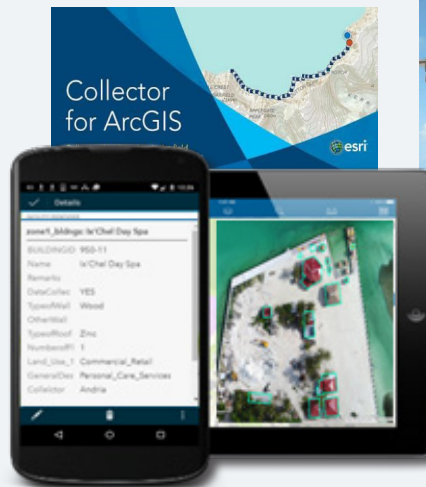 Collector
for ArcGIS
esri
Details
zone1_bldngs: Ix'Chel Day Spa
BUILDINGID 950-11
Name Ix'Chel Day Spa
Remarks
DataCollec YES
TypeofWall Wood
OtherWall
TypeofRoof Zinc
NumberofFl 1
Land_Use_1 Commercial_Retail
GeneralDes Personal_Care_Services
Collector Andria